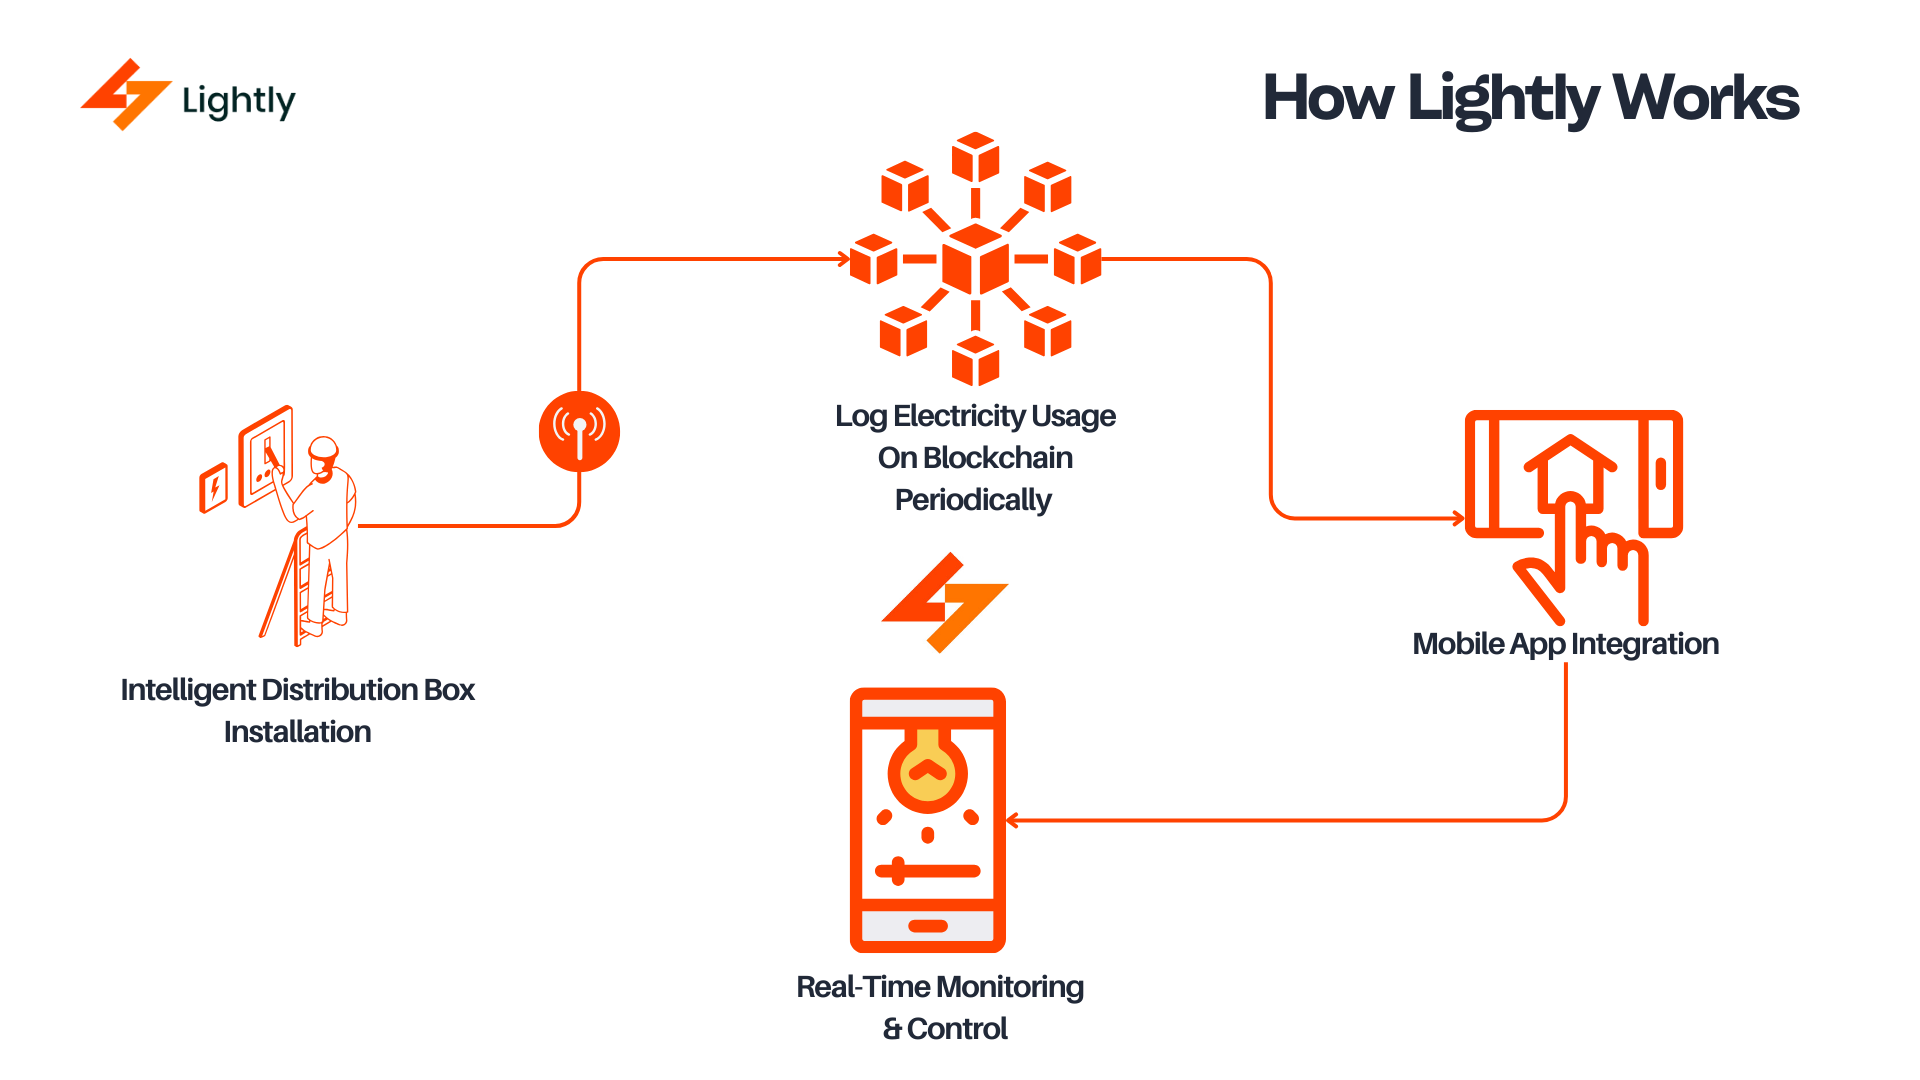 Lightly
How Lightly Works
Log Electricity Usage
On Blockchain
Periodically
Mobile App Integration
Intelligent Distribution Box
Installation
Real-Time Monitoring
& Control